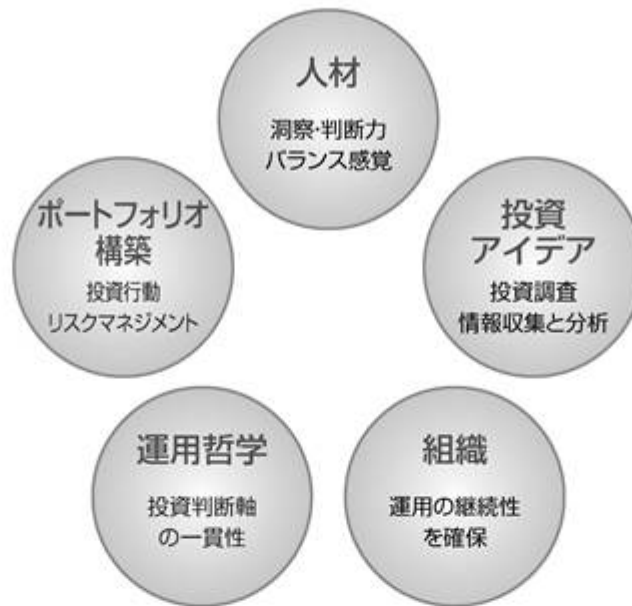 人材
洞察・判断力
バランス感覚
ポートフォリオ
構築
投資行動
リスクマネジメント
投資
アイデア
投資調査
情報収集と分析
運用哲学
投資判断軸
の一貫性
組織
運用の継続性
を確保